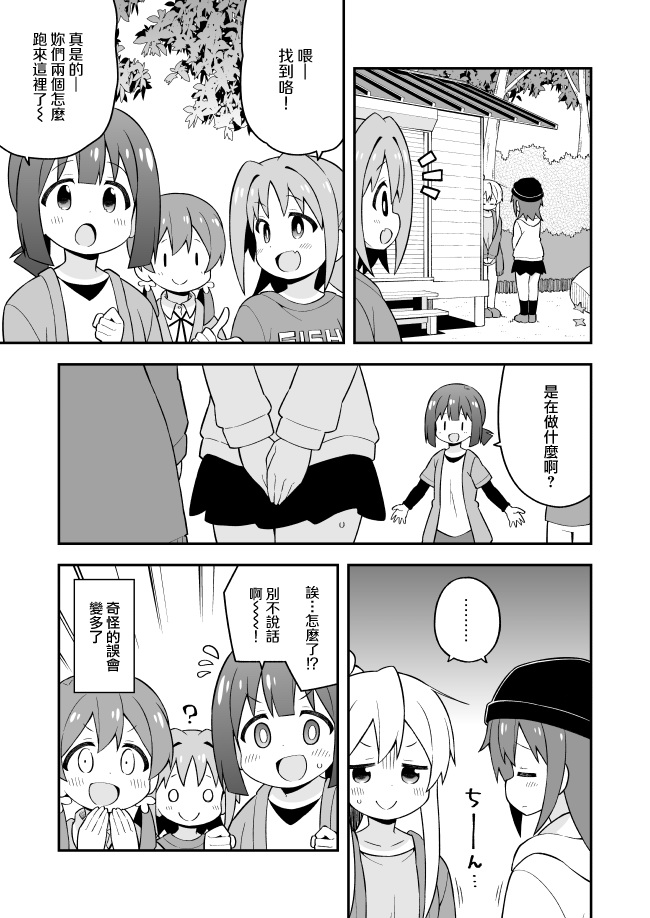 喂—
找到咯！
真是的—
妳們兩個怎麼
跑來這裡了~
FISH
是在做什麼啊？
………
ちーーん…
誒…怎麼了!?
別不說話
啊~~~！
?
奇怪的誤會
變多了